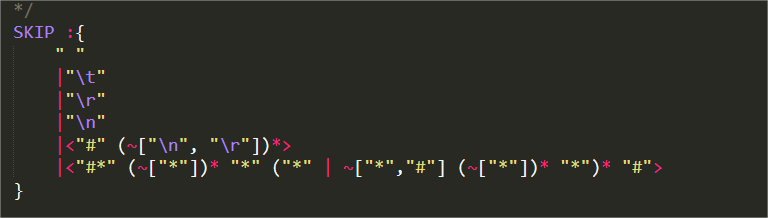 */
SKIP :{
    " "
    |"\t"
    |"\r"
    |"\n"
    |<"#" (~["\n", "\r"])*>
    |<"#*" (~["*"])* "*" ("*" | ~["*","#"] (~["*"])* "*")* "#">
}